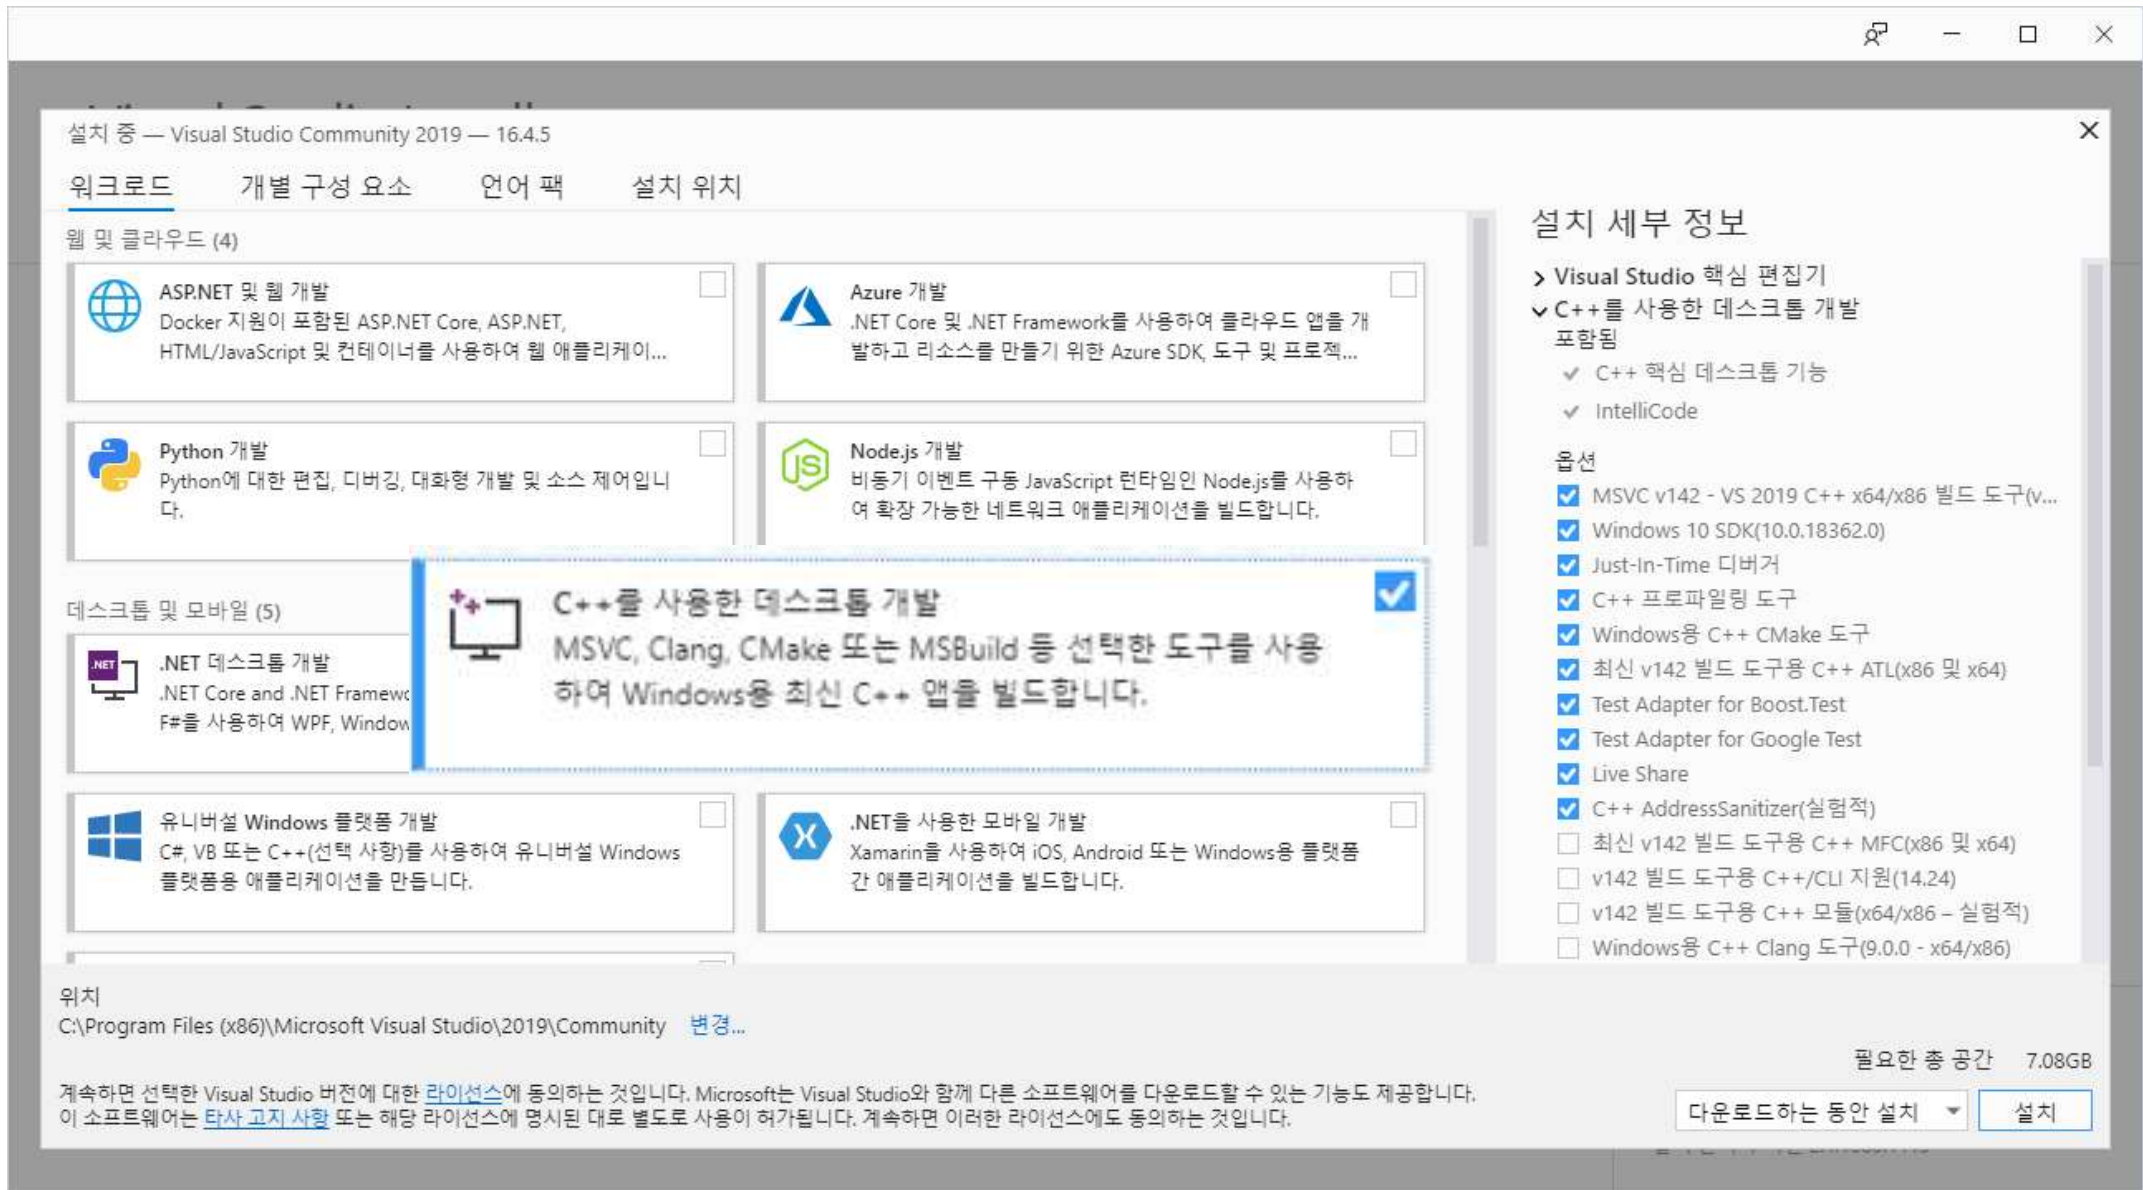 설치 중 — Visual Studio Community 2019 — 16.4.5
워크로드 개별 구성 요소 언어 팩 설치 위치
웹 및 클라우드 (4)
ASP.NET 및 웹 개발
Docker 지원이 포함된 ASP.NET Core, ASP.NET,
HTML/JavaScript 및 컨테이너를 사용하여 웹 애플리케이...
Azure 개발
.NET Core 및 .NET Framework를 사용하여 클라우드 앱을 개
발하고 리소스를 만들기 위한 Azure SDK, 도구 및 프로젝...
Python 개발
Python에 대한 편집, 디버깅, 대화형 개발 및 소스 제어입니
다.
Node.js 개발
비동기 이벤트 구동 JavaScript 런타임인 Node.js를 사용하
여 확장 가능한 네트워크 애플리케이션을 빌드합니다.
데스크톱 및 모바일 (5)
.NET 데스크톱 개발
.NET Core and .NET Framewo
F#을 사용하여 WPF, Window
C++를 사용한 데스크톱 개발
MSVC, Clang, CMake 또는 MSBuild 등 선택한 도구를 사용
하여 Windows용 최신 C++ 앱을 빌드합니다.
유니버설 Windows 플랫폼 개발
C#, VB 또는 C++(선택 사항)를 사용하여 유니버설 Windows
플랫폼용 애플리케이션을 만듭니다.
.NET을 사용한 모바일 개발
Xamarin을 사용하여 iOS, Android 또는 Windows용 플랫폼
간 애플리케이션을 빌드합니다.
설치 세부 정보
Visual Studio 핵심 편집기
C++를 사용한 데스크톱 개발
포함됨
C++ 핵심 데스크톱 기능
IntelliCode
옵션
MSVC v142 - VS 2019 C++ x64/x86 빌드 도구(v...
Windows 10 SDK(10.0.18362.0)
Just-In-Time 디버거
C++ 프로파일링 도구
Windows용 C++ CMake 도구
최신 v142 빌드 도구용 C++ ATL(x86 및 x64)
Test Adapter for Boost.Test
Test Adapter for Google Test
Live Share
C++ AddressSanitizer(실험적)
최신 v142 빌드 도구용 C++ MFC(x86 및 x64)
v142 빌드 도구용 C++/CLI 지원(14.24)
v142 빌드 도구용 C++ 모듈(x64/x86 – 실험적)
Windows용 C++ Clang 도구(9.0.0 - x64/x86)
위치
C:\Program Files (x86)\Microsoft Visual Studio\2019\Community 변경...
필요한 총 공간 7.08GB
계속하면 선택한 Visual Studio 버전에 대한 라이선스에 동의하는 것입니다. Microsoft는 Visual Studio와 함께 다른 소프트웨어를 다운로드할 수 있는 기능도 제공합니다.
이 소프트웨어는 타사 고지 사항 또는 해당 라이선스에 명시된 대로 별도로 사용이 허가됩니다. 계속하면 이러한 라이선스에도 동의하는 것입니다.
다운로드하는 동안 설치 설치